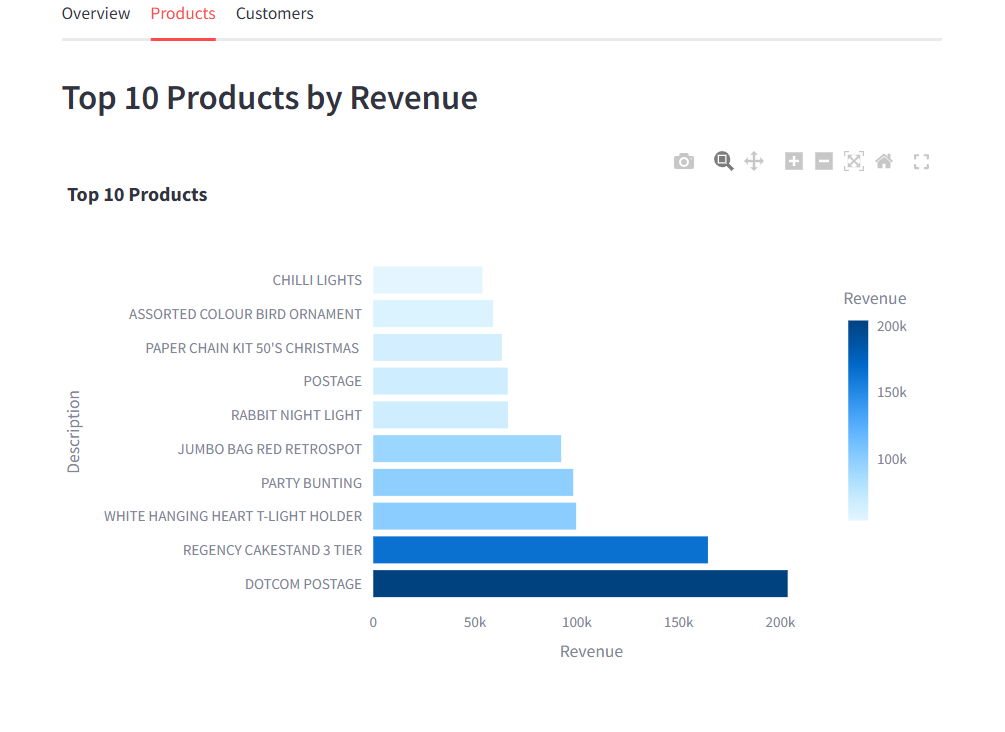 Overview Products Customers
Top 10 Products by Revenue
Top 10 Products
CHILLI LIGHTS
ASSORTED COLOUR BIRD ORNAMENT
PAPER CHAIN KIT 50'S CHRISTMAS
POSTAGE
RABBIT NIGHT LIGHT
JUMBO BAG RED RETROSPOT
PARTY BUNTING
WHITE HANGING HEART T-LIGHT HOLDER
REGENCY CAKESTAND 3 TIER
DOTCOM POSTAGE
Description
0 50k 100k 150k 200k
Revenue
Revenue
200k
150k
100k